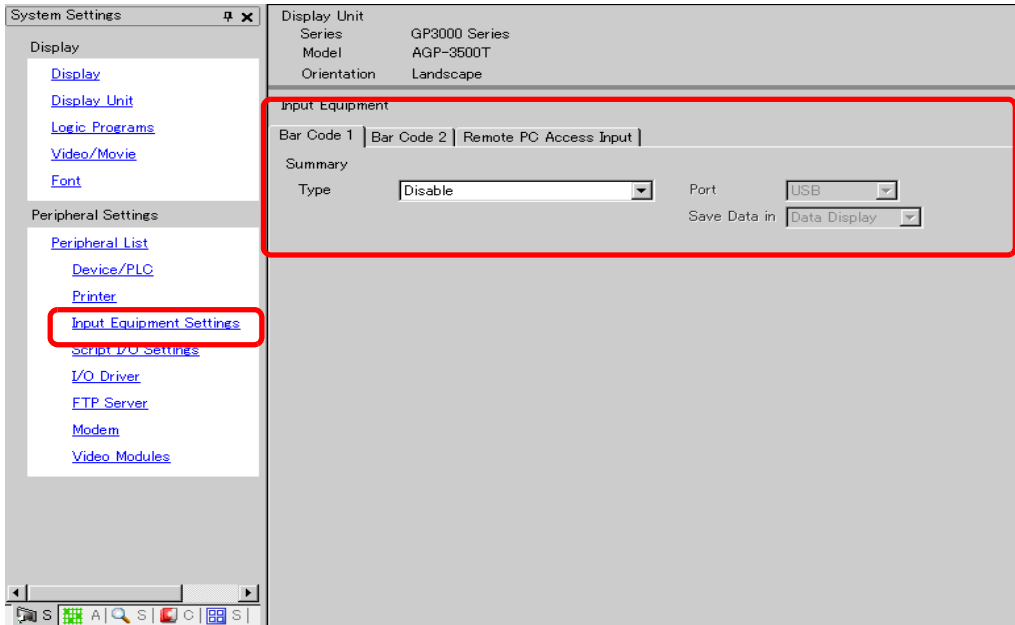 System Settings
Display
Display
Display Unit
Logic Programs
Video/Movie
Font
Peripheral Settings
Peripheral List
Device/PLC
Printer
Input Equipment Settings
Script I/O Settings
I/O Driver
FTP Server
Modem
Video Modules
S A S C S
Display Unit
Series GP3000 Series
Model AGP-3500T
Orientation Landscape
Input Equipment
Bar Code 1 Bar Code 2 Remote PC Access Input
Summary
Type Disable Port USB
Save Data in Data Display